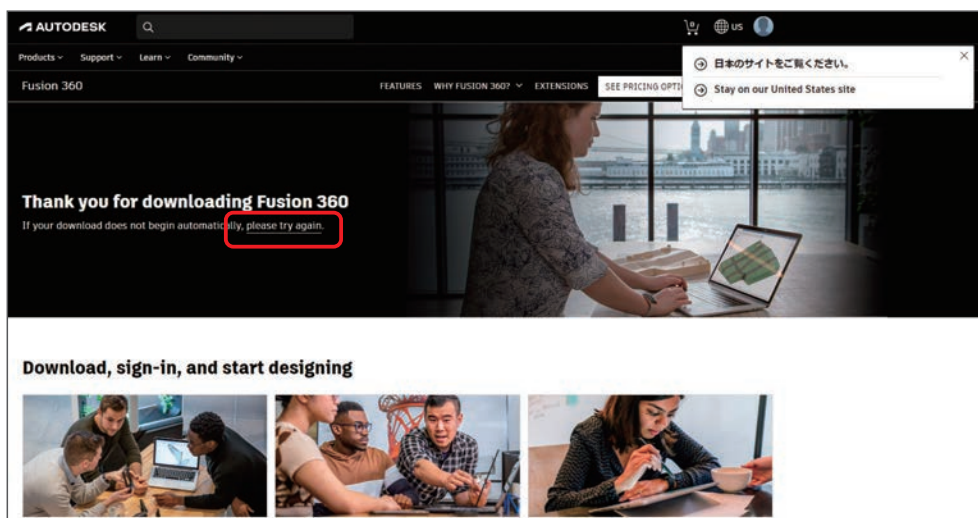 AUTODESK
0
US
Products Support Learn Community
日本のサイトをご覧ください。
Stay on our United States site
Fusion 360
FEATURES WHY FUSION 360? EXTENSIONS SEE PRICING OPTI
Thank you for downloading Fusion 360
If your download does not begin automatically, please try again.
Download, sign-in, and start designing